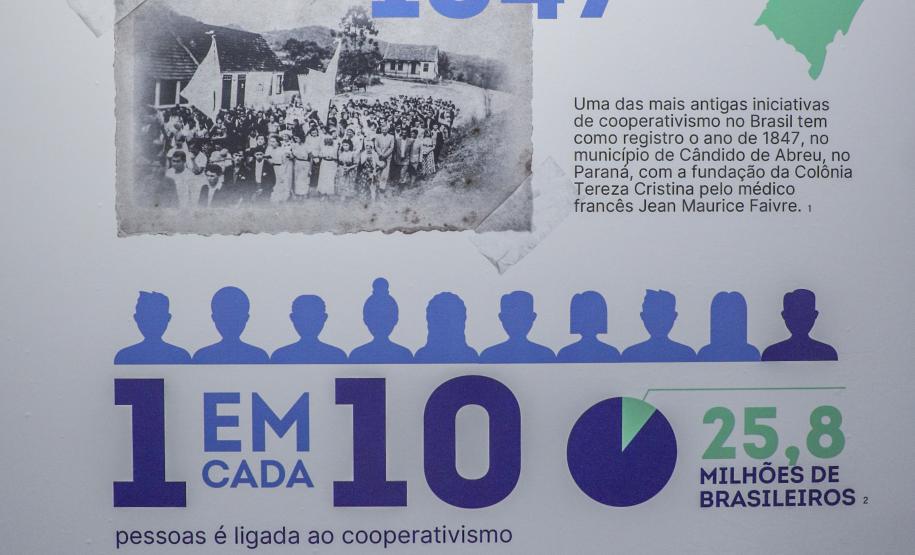 1847
Uma das mais antigas iniciativas
de cooperativismo no Brasil tem
como registro o ano de 1847, no
município de Cândido de Abreu, no
Paraná, com a fundação da Colônia
Tereza Cristina pelo médico
francês Jean Maurice Faivre. 1
1 EM CADA 10
pessoas é ligada ao cooperativismo
25,8
MILHÕES DE
BRASILEIROS 2